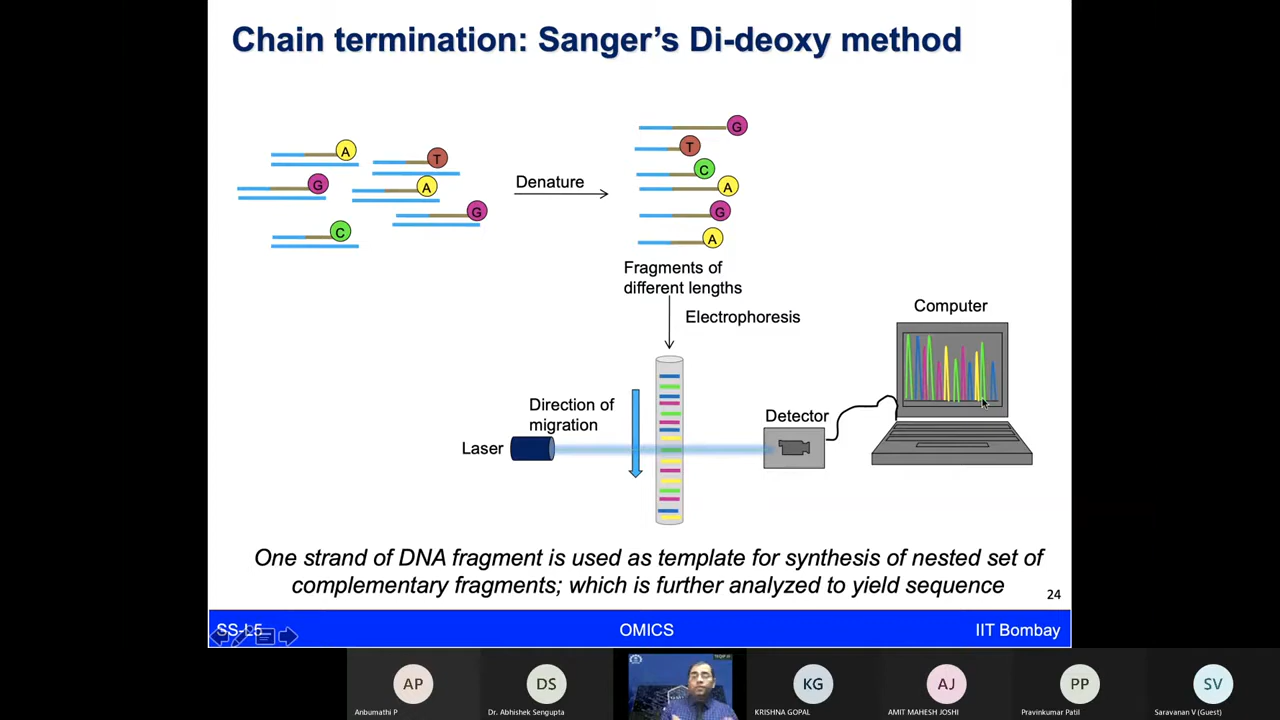 Chain termination: Sanger's Di-deoxy method
A
T
G
A
G
C
Denature
G
T
C
A
G
A
Fragments of
different lengths
Electrophoresis
Computer
Direction of
migration
Laser
Detector
One strand of DNA fragment is used as template for synthesis of nested set of
complementary fragments; which is further analyzed to yield sequence
24
SS-L5
OMICS
IIT Bombay
AP
DS
KG
AJ
PP
SV
Anbumathi P
Dr. Abhishek Sengupta
KRISHNA GOPAL
AMIT MAHESH JOSHI
Pravinkumar Patil
Saravanan V (Guest)